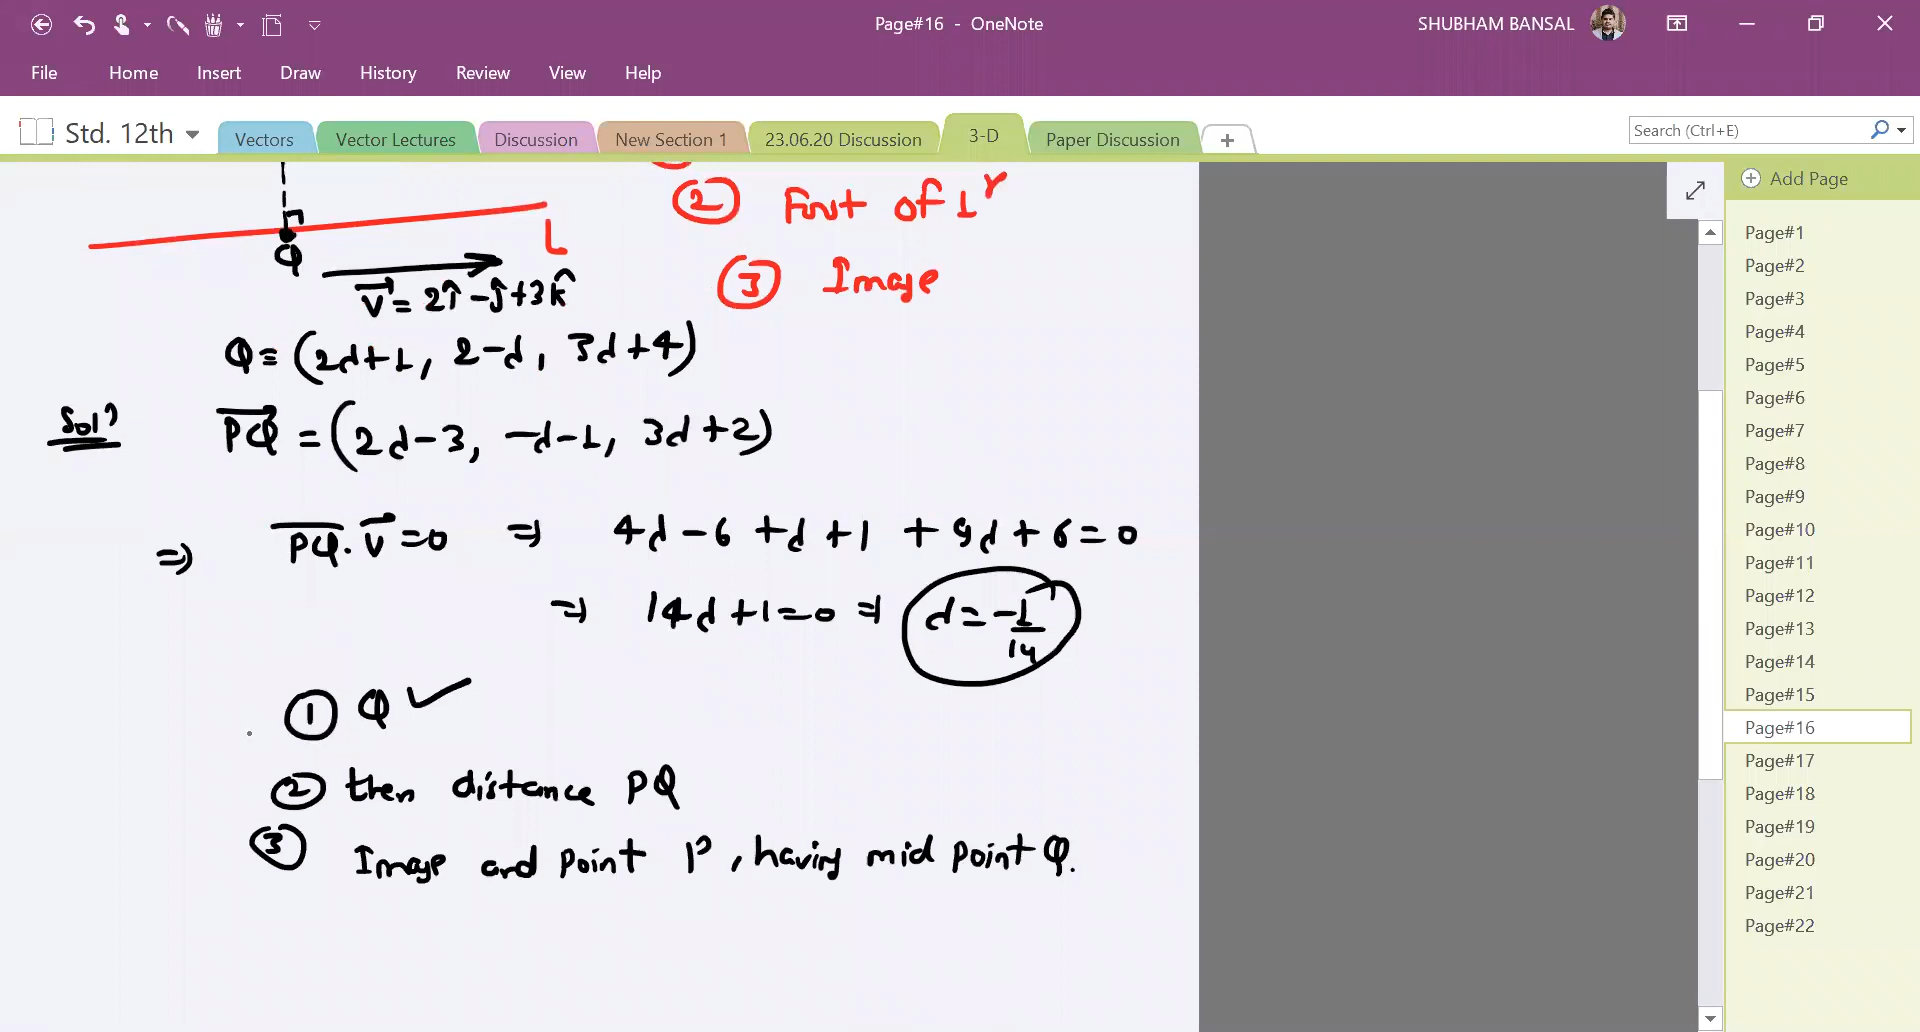 Page#16 - OneNote
SHUBHAM BANSAL
File Home Insert Draw History Review View Help
Std. 12th
Vectors
Vector Lectures
Discussion
New Section 1
23.06.20 Discussion
3-D
Paper Discussion
+
Search (Ctrl+E)
Add Page
Page#1
Page#2
Page#3
Page#4
Page#5
Page#6
Page#7
Page#8
Page#9
Page#10
Page#11
Page#12
Page#13
Page#14
Page#15
Page#16
Page#17
Page#18
Page#19
Page#20
Page#21
Page#22
② Foot of ⊥ʳ
③ Image
L
Q
v⃗ = 2î - ĵ + 3k̂
Q ≡ (2d+1, 2-d, 3d+4)
Solⁿ PQ⃗ = (2d-3, -d-1, 3d+2)
⇒ PQ⃗ . v⃗ = 0 ⇒ 4d - 6 + d + 1 + 9d + 6 = 0
⇒ 14d + 1 = 0 ⇒ d = -1/14
① Q ✓
② then distance PQ
③ Image and point P, having mid point Q.